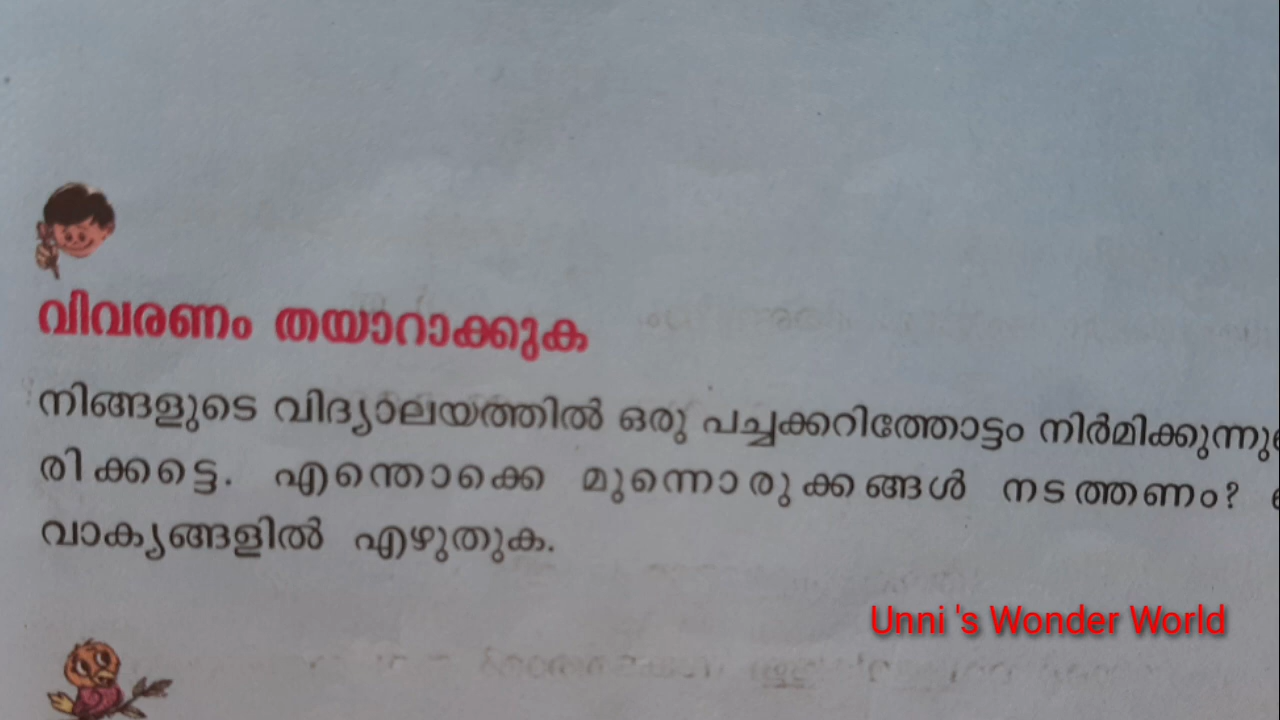 വിവരണം തയാറാക്കുക
നിങ്ങളുടെ വിദ്യാലയത്തിൽ ഒരു പച്ചക്കറിത്തോട്ടം
രിക്കട്ടെ. എന്തൊക്കെ മുന്നൊരുക്കങ്ങൾ നടത്തണം?
വാക്യങ്ങളിൽ എഴുതുക.
Unni 's Wonder World